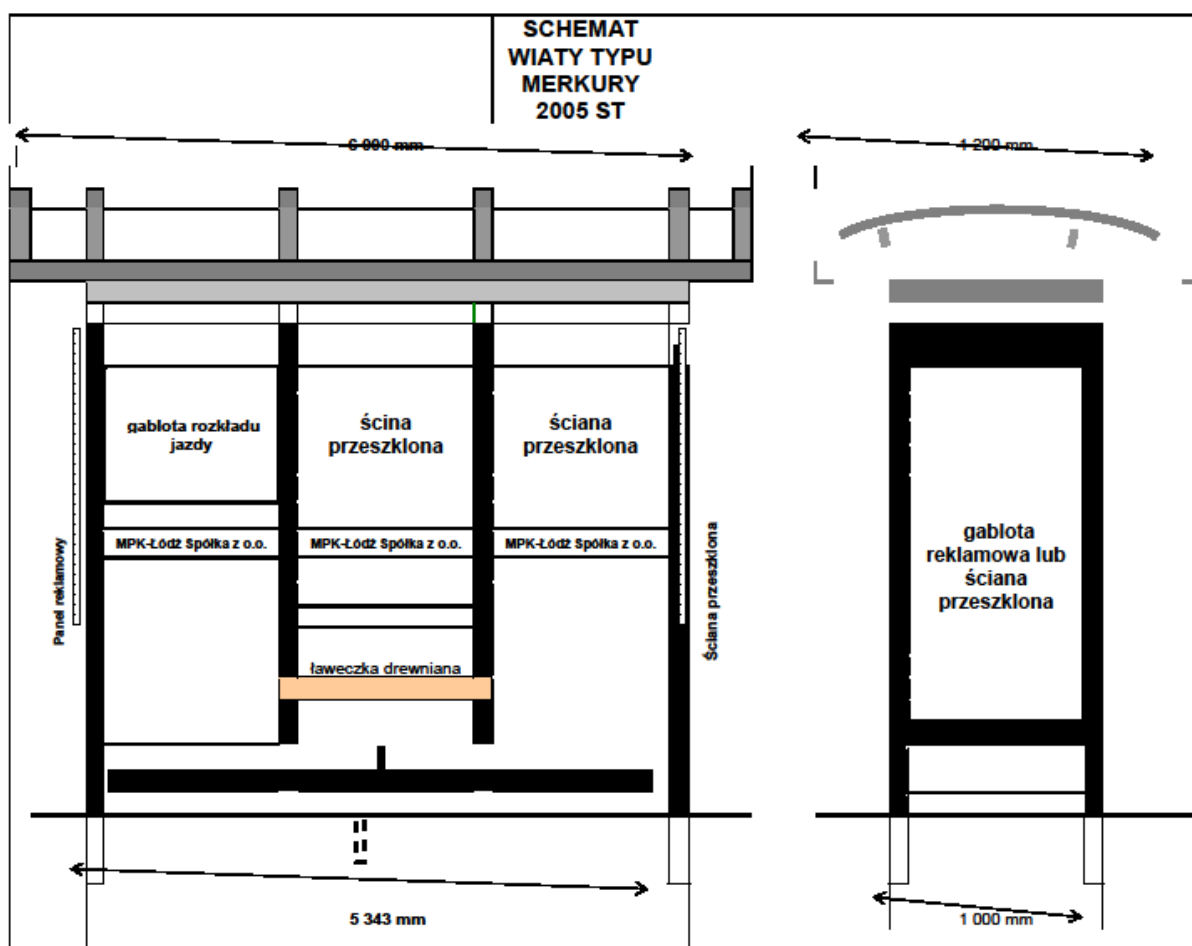 SCHEMAT
WIATY TYPU
MERKURY
2005 ST
mm
1 200 mm
gablota rozkładu
jazdy
ścina
przeszklona
ściana
przeszklona
MPK-Łódź Spółka z o.o.
MPK-Łódź Spółka z o.o.
MPK-Łódź Spółka z o.o.
Panel reklamowy
Ściana przeszklona
ławeczka drewniana
gablota
reklamowa lub
ściana
przeszklona
5 343 mm
1 000 mm